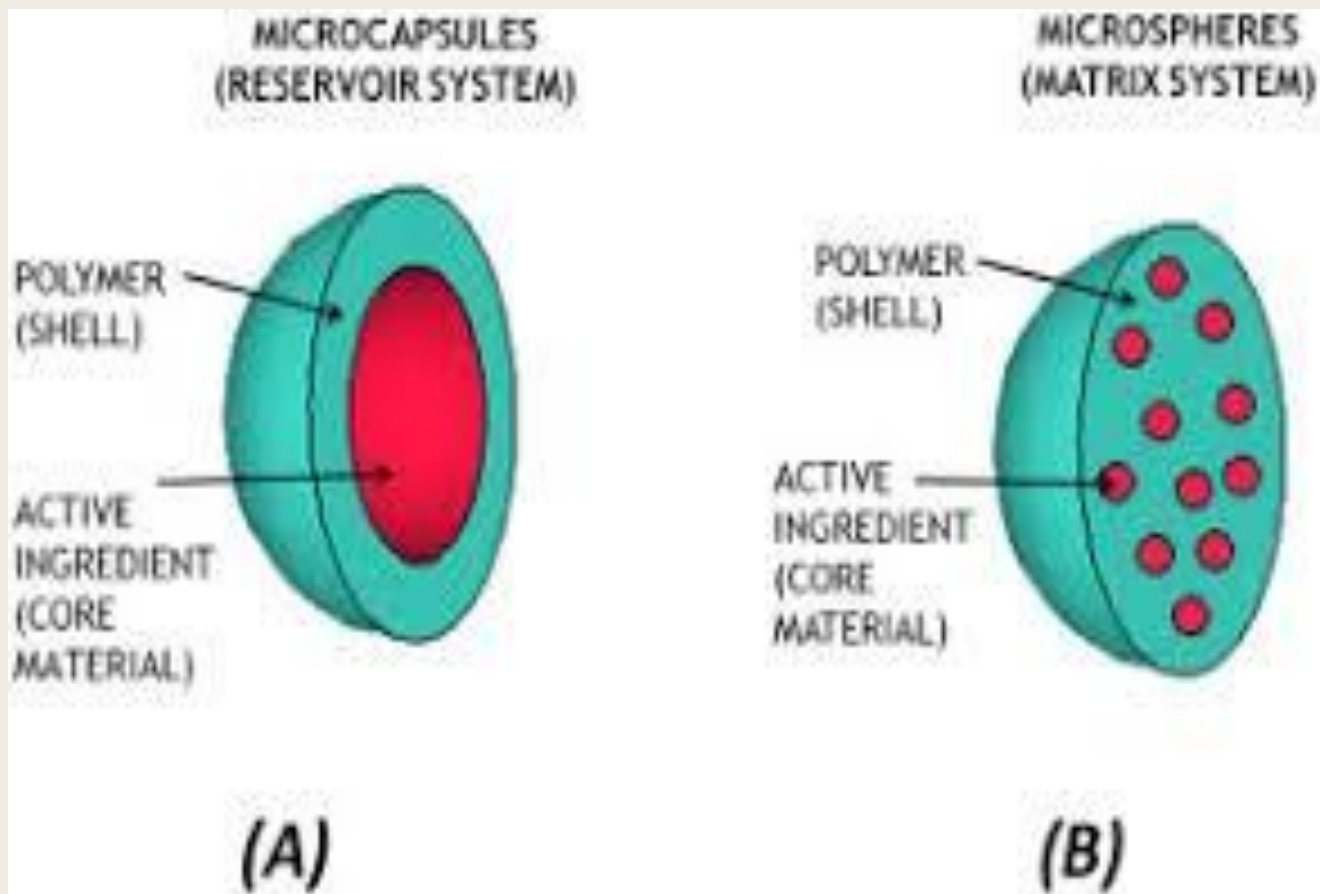 MICROCAPSULES
(RESERVOIR SYSTEM)
POLYMER
(SHELL)
ACTIVE
INGREDIENT
(CORE
MATERIAL)
(A)
MICROSPHERES
(MATRIX SYSTEM)
POLYMER
(SHELL)
ACTIVE
INGREDIENT
(CORE
MATERIAL)
(B)